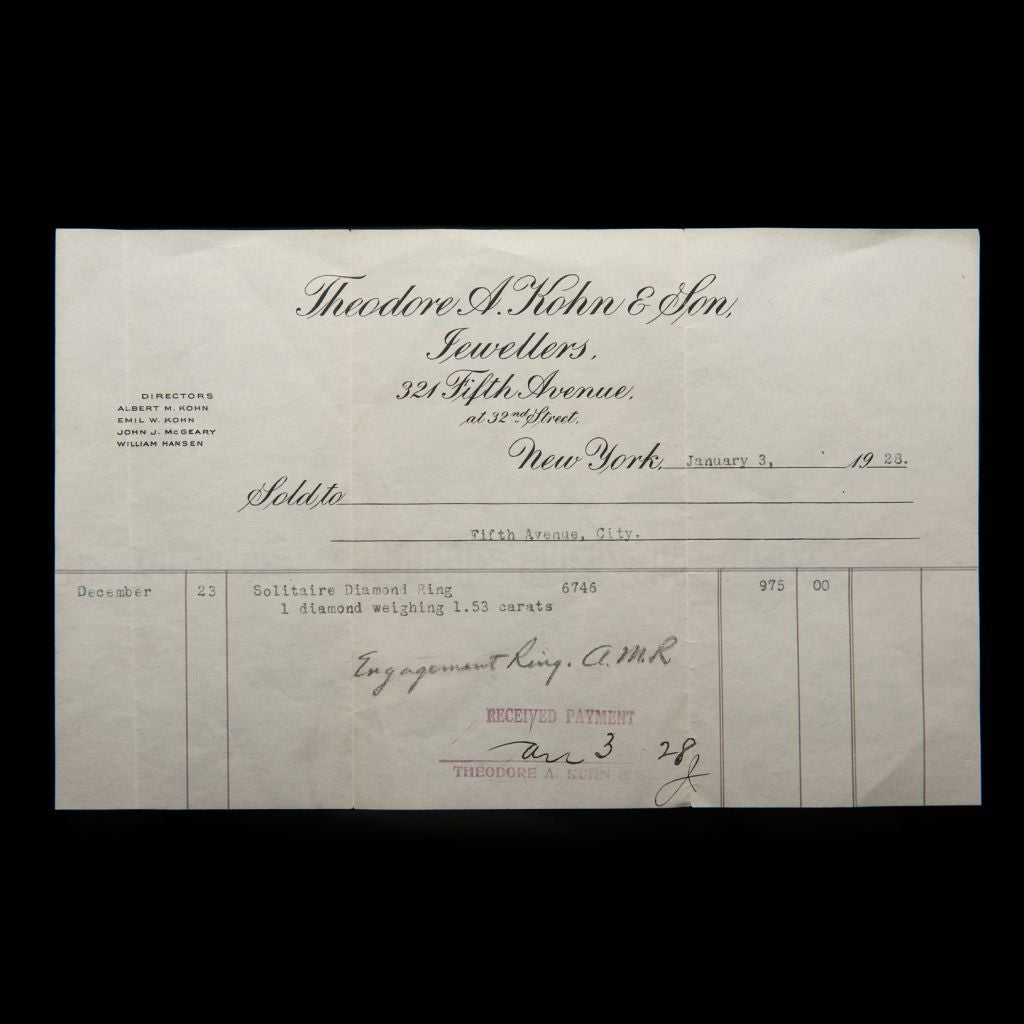 Theodore A. Kohn & Son,
Jewellers,
321 Fifth Avenue,
at 32nd Street.
DIRECTORS
ALBERT M. KOHN
EMIL W. KOHN
JOHN J. McGEARY
WILLIAM HANSEN
New York, January 3, 1928.
Sold to
Fifth Avenue, City.
December 23 Solitaire Diamond Ring 6746 975 00
1 diamond weighing 1.53 carats
Engagement Ring. A.M.R
RECEIVED PAYMENT
Jan 3 28
THEODORE A. KOHN &